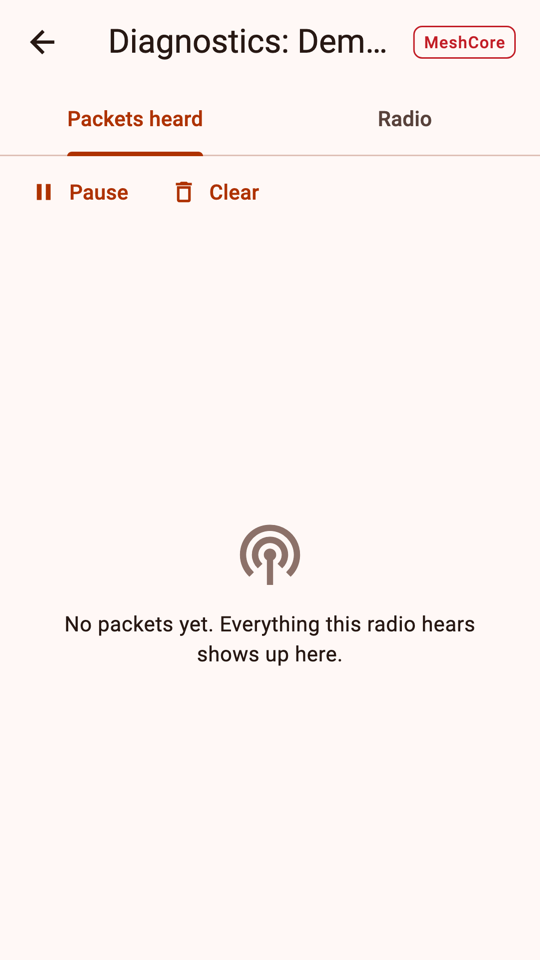 Diagnostics: Dem...
MeshCore
Packets heard
Radio
Pause
Clear
No packets yet. Everything this radio hears
shows up here.